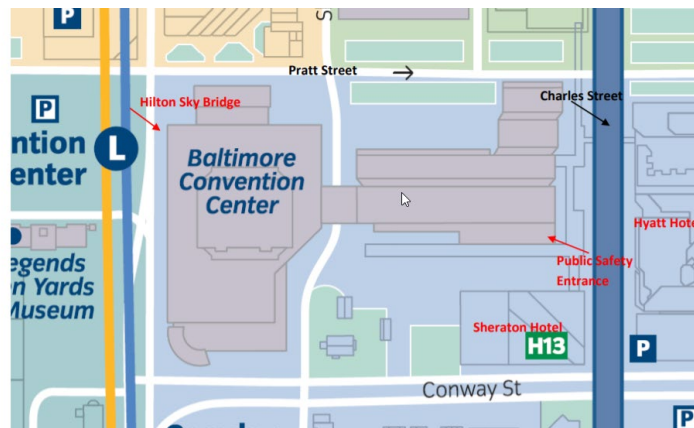 P
S
Pratt Street
Charles Street
Hilton Sky Bridge
P
ntion
enter
L
Baltimore
Convention
Center
Hyatt Hote
Public Safety
Entrance
egends
en Yards
Museum
Sheraton Hotel
H13
P
Conway St
P